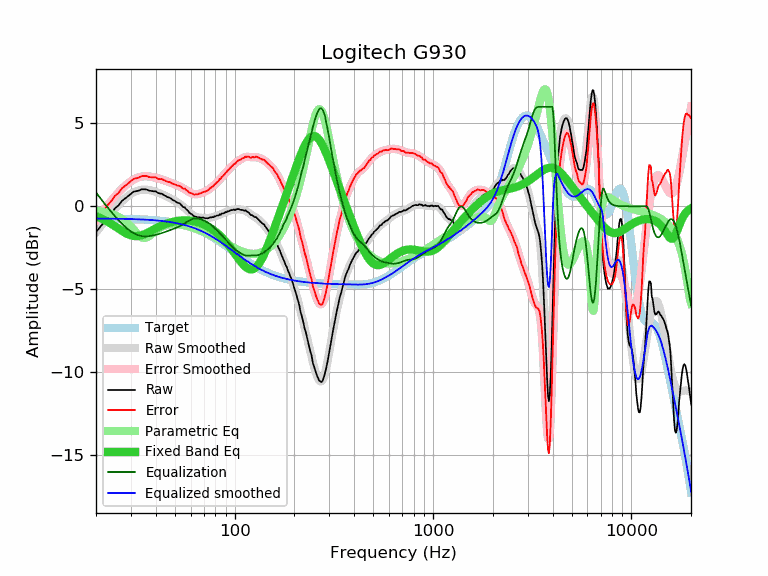 Logitech G930
Amplitude (dBr)
5
0
−5
−10
−15
Target
Raw Smoothed
Error Smoothed
Raw
Error
Parametric Eq
Fixed Band Eq
Equalization
Equalized smoothed
100
1000
10000
Frequency (Hz)